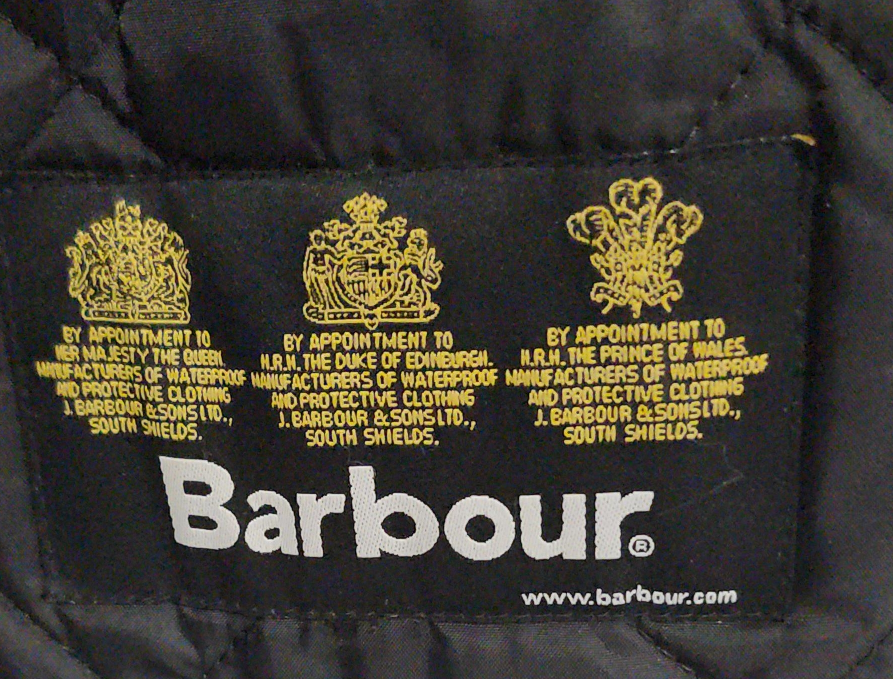 BY APPOINTMENT TO
HER MAJESTY THE QUEEN
MANUFACTURERS OF WATERPROOF
AND PROTECTIVE CLOTHING
J. BARBOUR & SONS LTD.,
SOUTH SHIELDS.
BY APPOINTMENT TO
H.R.H. THE DUKE OF EDINBURGH.
MANUFACTURERS OF WATERPROOF
AND PROTECTIVE CLOTHING
J. BARBOUR & SONS LTD.,
SOUTH SHIELDS.
BY APPOINTMENT TO
H.R.H. THE PRINCE OF WALES.
MANUFACTURERS OF WATERPROOF
AND PROTECTIVE CLOTHING
J. BARBOUR & SONS LTD.,
SOUTH SHIELDS.
Barbour®
www.barbour.com